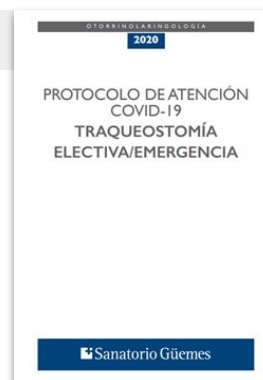 OTORRINOLARINGOLOGÍA
2020
PROTOCOLO DE ATENCIÓN
COVID-19
TRAQUEOSTOMÍA
ELECTIVA/EMERGENCIA
Sanatorio Güemes